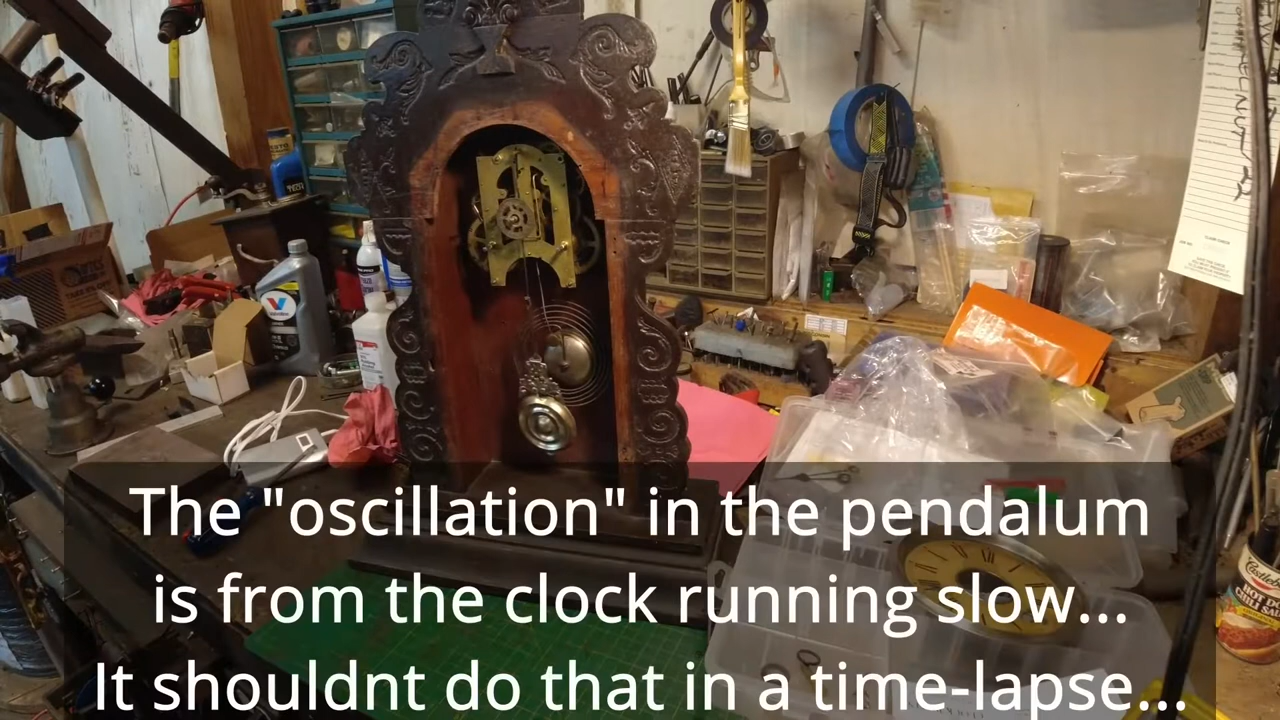 The "oscillation" in the pendalum
is from the clock running slow...
It shouldnt do that in a time-lapse...